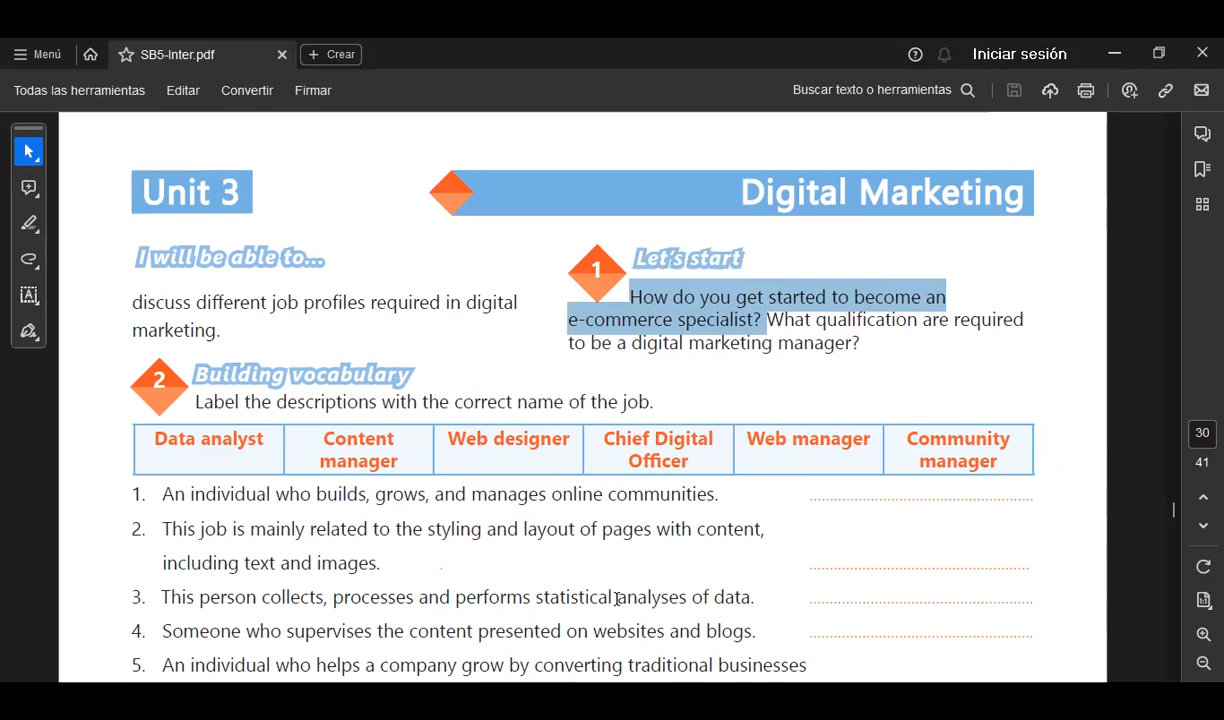 Menú
SB5-Inter.pdf
Crear
Iniciar sesión
Todas las herramientas
Editar
Convertir
Firmar
Buscar texto o herramientas
Unit 3
Digital Marketing
I will be able to...
discuss different job profiles required in digital
marketing.
1
Let's start
How do you get started to become an
e-commerce specialist? What qualification are required
to be a digital marketing manager?
2
Building vocabulary
Label the descriptions with the correct name of the job.
Data analyst
Content
manager
Web designer
Chief Digital
Officer
Web manager
Community
manager
1. An individual who builds, grows, and manages online communities.
2. This job is mainly related to the styling and layout of pages with content,
including text and images.
3. This person collects, processes and performs statistical analyses of data.
4. Someone who supervises the content presented on websites and blogs.
5. An individual who helps a company grow by converting traditional businesses
30
41